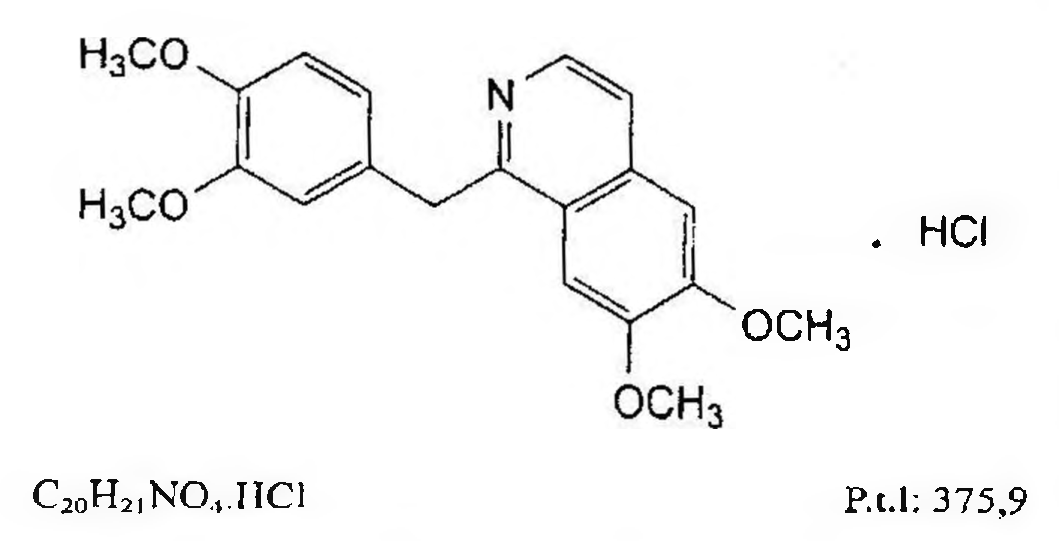 H₃CO
N
H₃CO
. HCl
OCH₃
OCH₃
C₂₀H₂₁NO₄.HCl P.t.l: 375,9